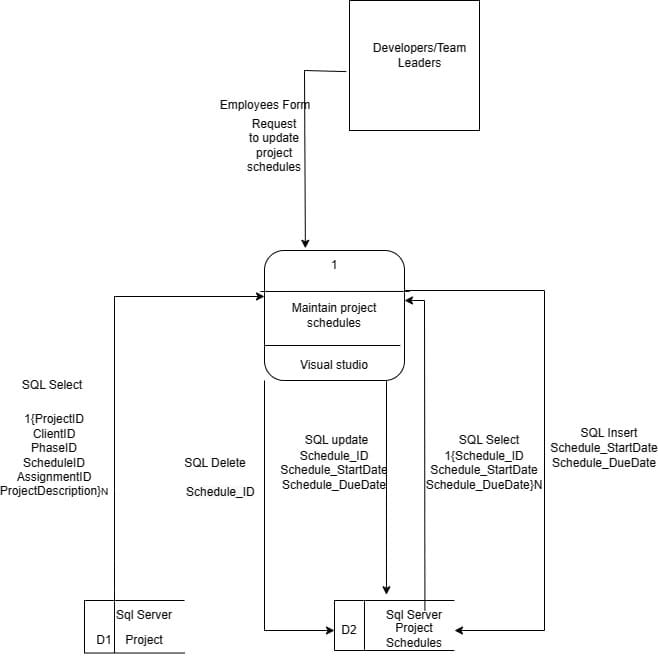 Developers/Team
Leaders
Employees Form
Request
to update
project
schedules
1
Maintain project
schedules
Visual studio
SQL Select
1{ProjectID
ClientID
PhaseID
ScheduleID
AssignmentID
ProjectDescription}N
SQL Delete
Schedule_ID
SQL update
Schedule_ID
Schedule_StartDate
Schedule_DueDate
SQL Select
1{Schedule_ID
Schedule_StartDate
Schedule_DueDate}N
SQL Insert
Schedule_StartDate
Schedule_DueDate
Sql Server
D1 Project
D2
Sql Server
Project
Schedules